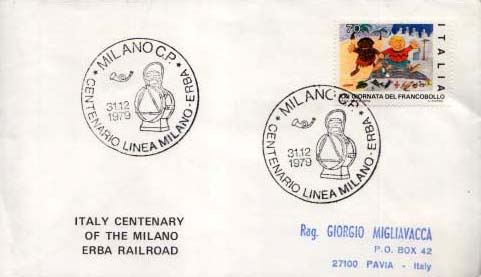 MILANO C.P.
31.12
1979
CENTENARIO LINEA MILANO-ERBA
MILANO C.P.
31.12
1979
CENTENARIO LINEA MILANO-ERBA
70
ITALIA
GIORNATA DEL FRANCOBOLLO
ITALY CENTENARY
OF THE MILANO
ERBA RAILROAD
Rag. GIORGIO MIGLIAVACCA
P.O. BOX 42
27100 PAVIA - Italy